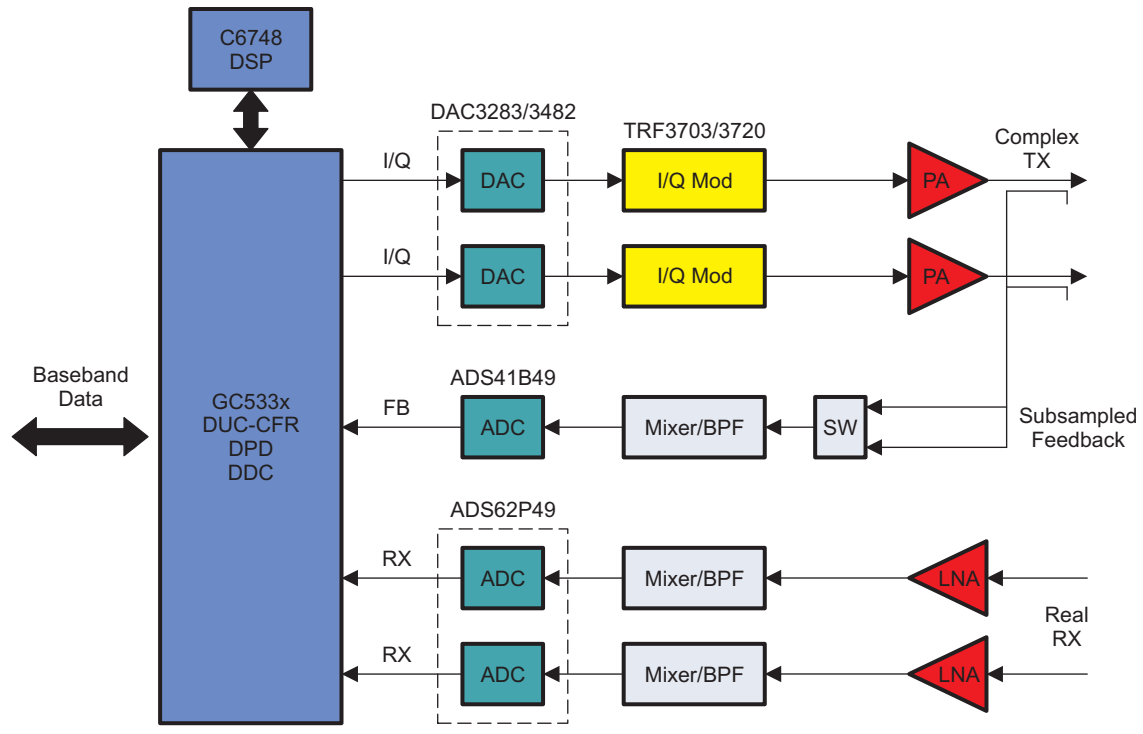 C6748
DSP
DAC3283/3482
TRF3703/3720
Complex
TX
I/Q
DAC
I/Q Mod
PA
I/Q
DAC
I/Q Mod
PA
Baseband
Data
GC533x
DUC-CFR
DPD
DDC
ADS41B49
FB
ADC
Mixer/BPF
SW
Subsampled
Feedback
ADS62P49
RX
ADC
Mixer/BPF
LNA
Real
RX
RX
ADC
Mixer/BPF
LNA